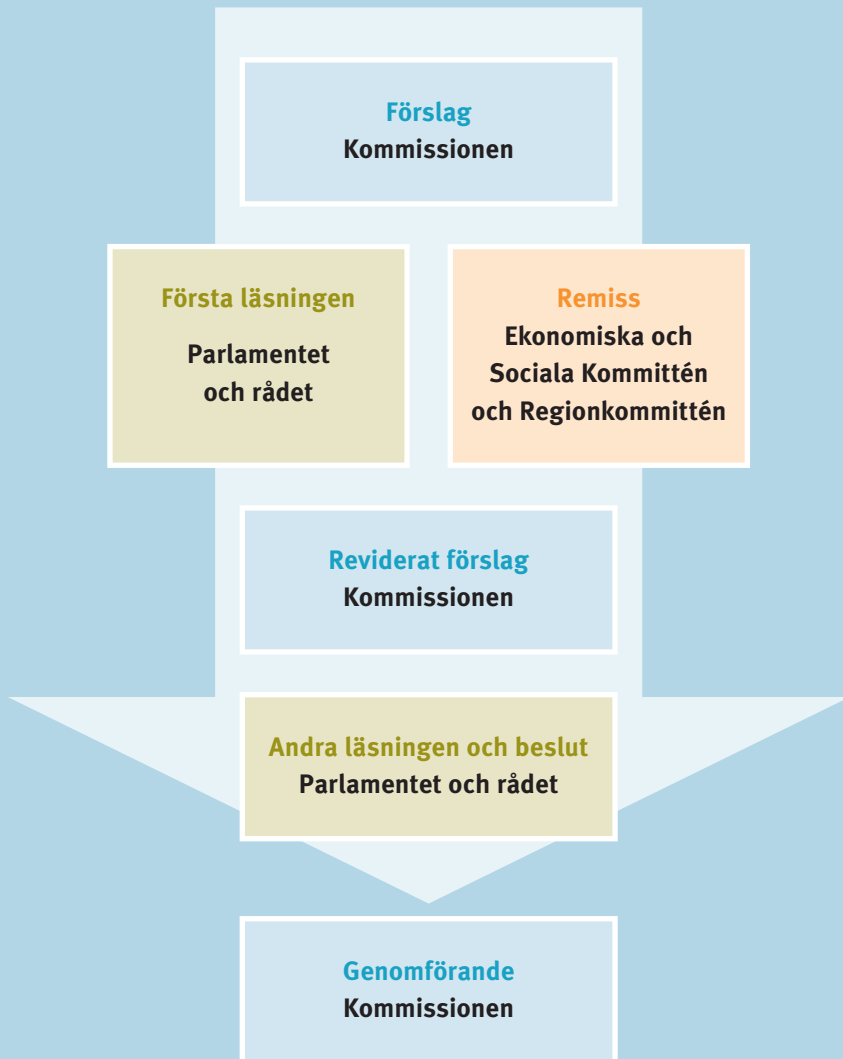 Förslag
Kommissionen
Första läsningen
Parlamentet
och rådet
Remiss
Ekonomiska och
Sociala Kommittén
och Regionkommittén
Reviderat förslag
Kommissionen
Andra läsningen och beslut
Parlamentet och rådet
Genomförande
Kommissionen